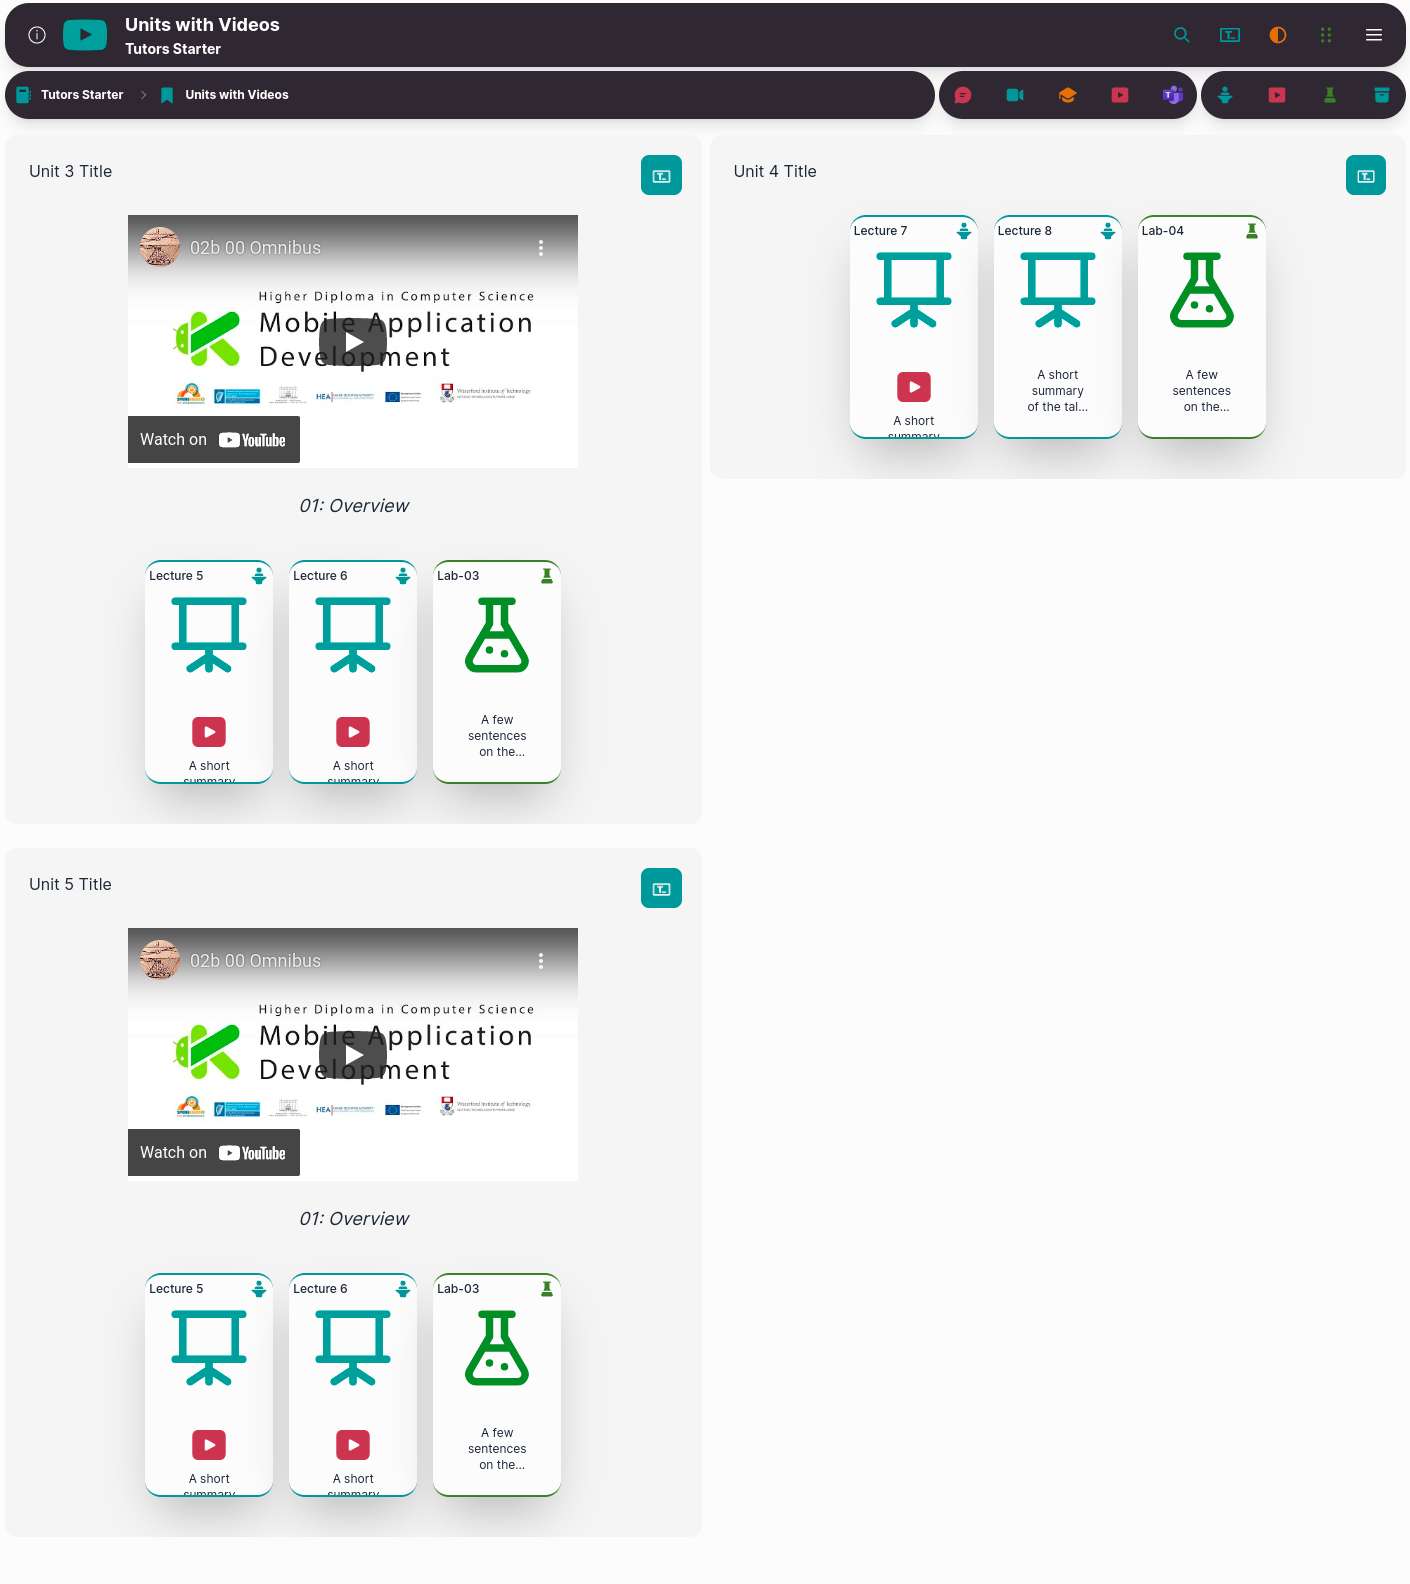 Units with Videos
Tutors Starter
Tutors Starter
Units with Videos
Unit 3 Title
02b 00 Omnibus
Higher Diploma in Computer Science
Mobile Application
Development
HEA
Waterford Institute of Technology
Watch on YouTube
01: Overview
Lecture 5
Lecture 6
Lab-03
A short
summary
A short
summary
A few
sentences
on the...
Unit 4 Title
Lecture 7
Lecture 8
Lab-04
A short
summary
A short
summary
of the tal...
A few
sentences
on the...
Unit 5 Title
02b 00 Omnibus
Higher Diploma in Computer Science
Mobile Application
Development
HEA
Waterford Institute of Technology
Watch on YouTube
01: Overview
Lecture 5
Lecture 6
Lab-03
A short
summary
A short
summary
A few
sentences
on the...